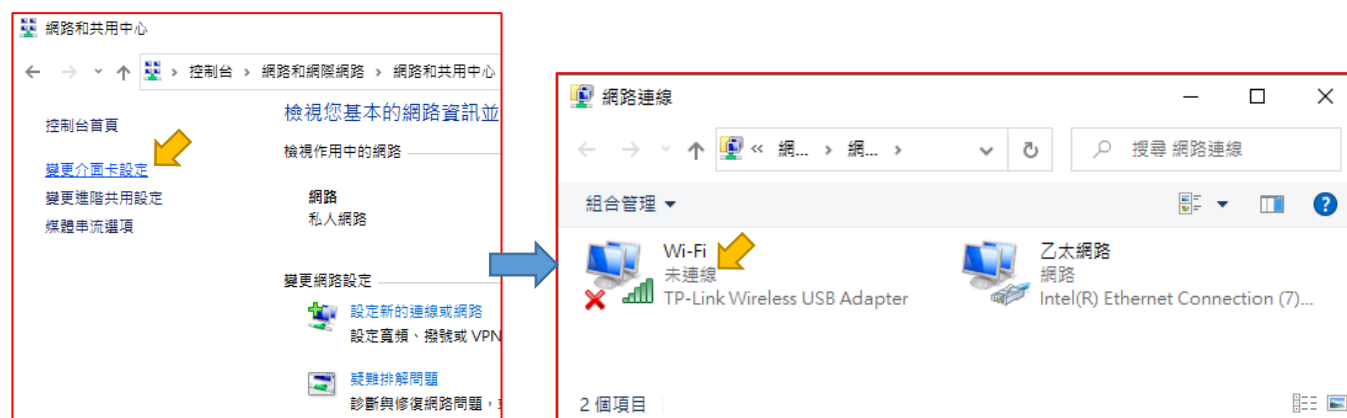 網路和共用中心
控制台 > 網路和網際網路 > 網路和共用中心
控制台首頁
變更介面卡設定
變更進階共用設定
媒體串流選項
檢視您基本的網路資訊並
檢視作用中的網路
網路
私人網路
變更網路設定
設定新的連線或網路
設定寬頻、撥號或 VPN
疑難排解問題
診斷與修復網路問題，
網路連線
« 網... > 網... >
搜尋 網路連線
組合管理
Wi-Fi
未連線
TP-Link Wireless USB Adapter
乙太網路
網路
Intel(R) Ethernet Connection (7)...
2 個項目